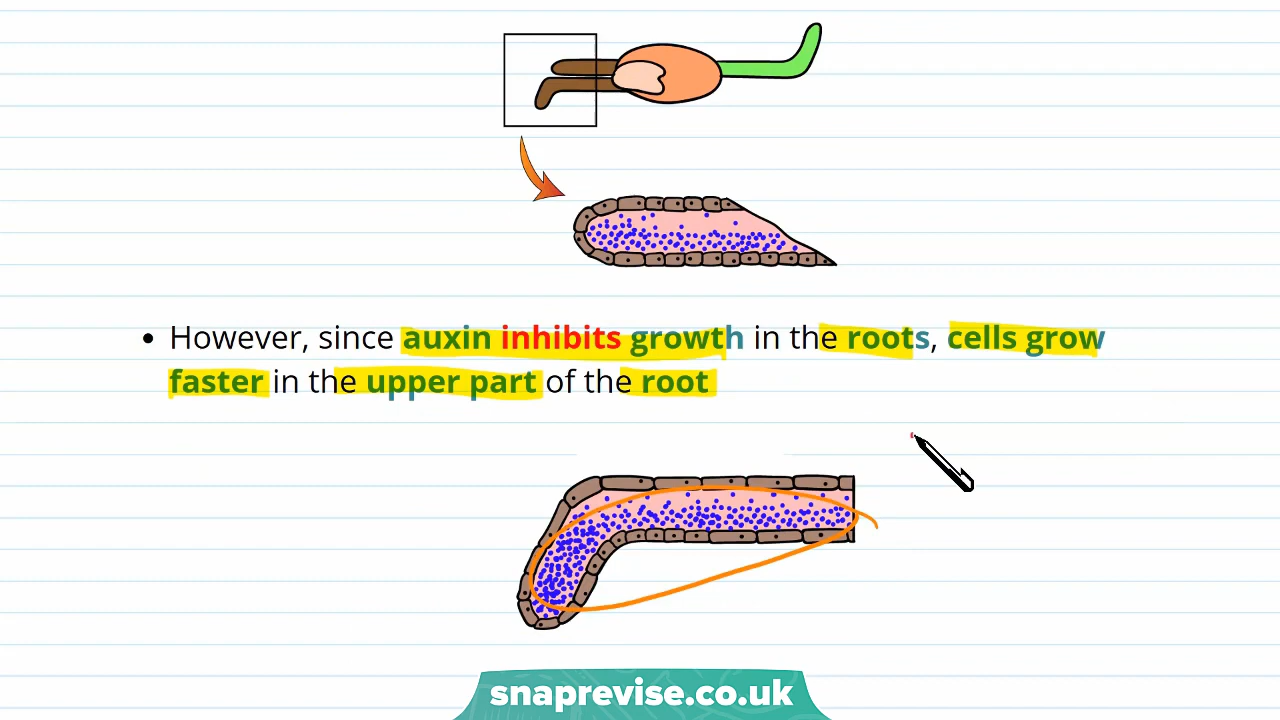 However, since auxin inhibits growth in the roots, cells grow
faster in the upper part of the root
snaprevise.co.uk